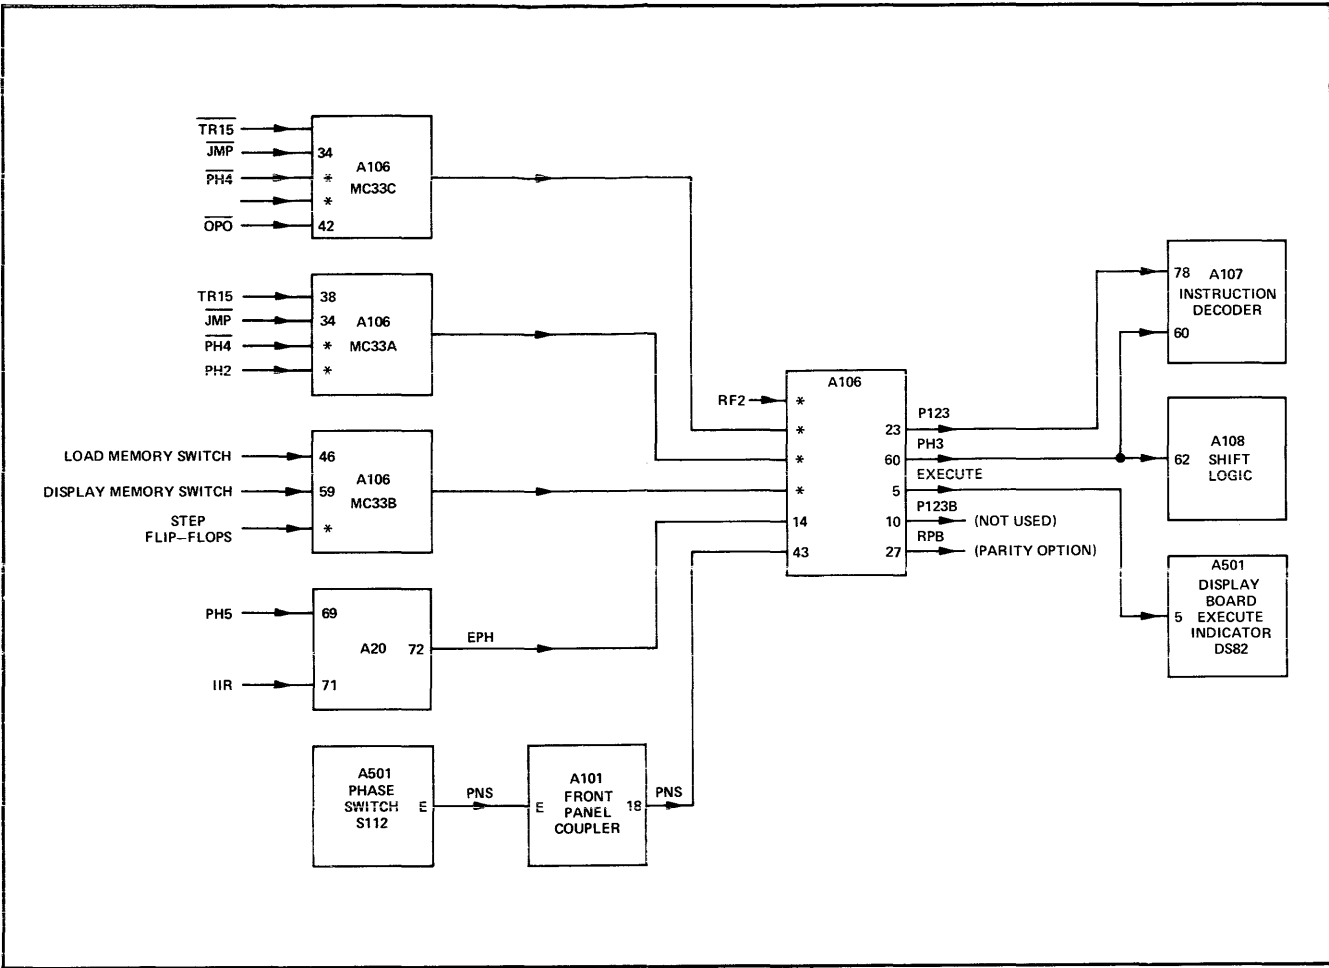 TR15
JMP 34
PH4 *
*
OPO 42
A106
MC33C
TR15 38
JMP 34
PH4 *
PH2 *
A106
MC33A
LOAD MEMORY SWITCH 46
DISPLAY MEMORY SWITCH 59
STEP
FLIP–FLOPS *
A106
MC33B
PH5 69
IIR 71
A20 72
EPH
A501
PHASE
SWITCH E
S112
PNS
A101
E FRONT 18
PANEL
COUPLER
PNS
A106
RF2 *
*
*
*
14
43
23
60
5
10
27
P123
PH3
EXECUTE
P123B
(NOT USED)
RPB
(PARITY OPTION)
78 A107
INSTRUCTION
DECODER
60
A108
62 SHIFT
LOGIC
A501
DISPLAY
BOARD
5 EXECUTE
INDICATOR
DS82